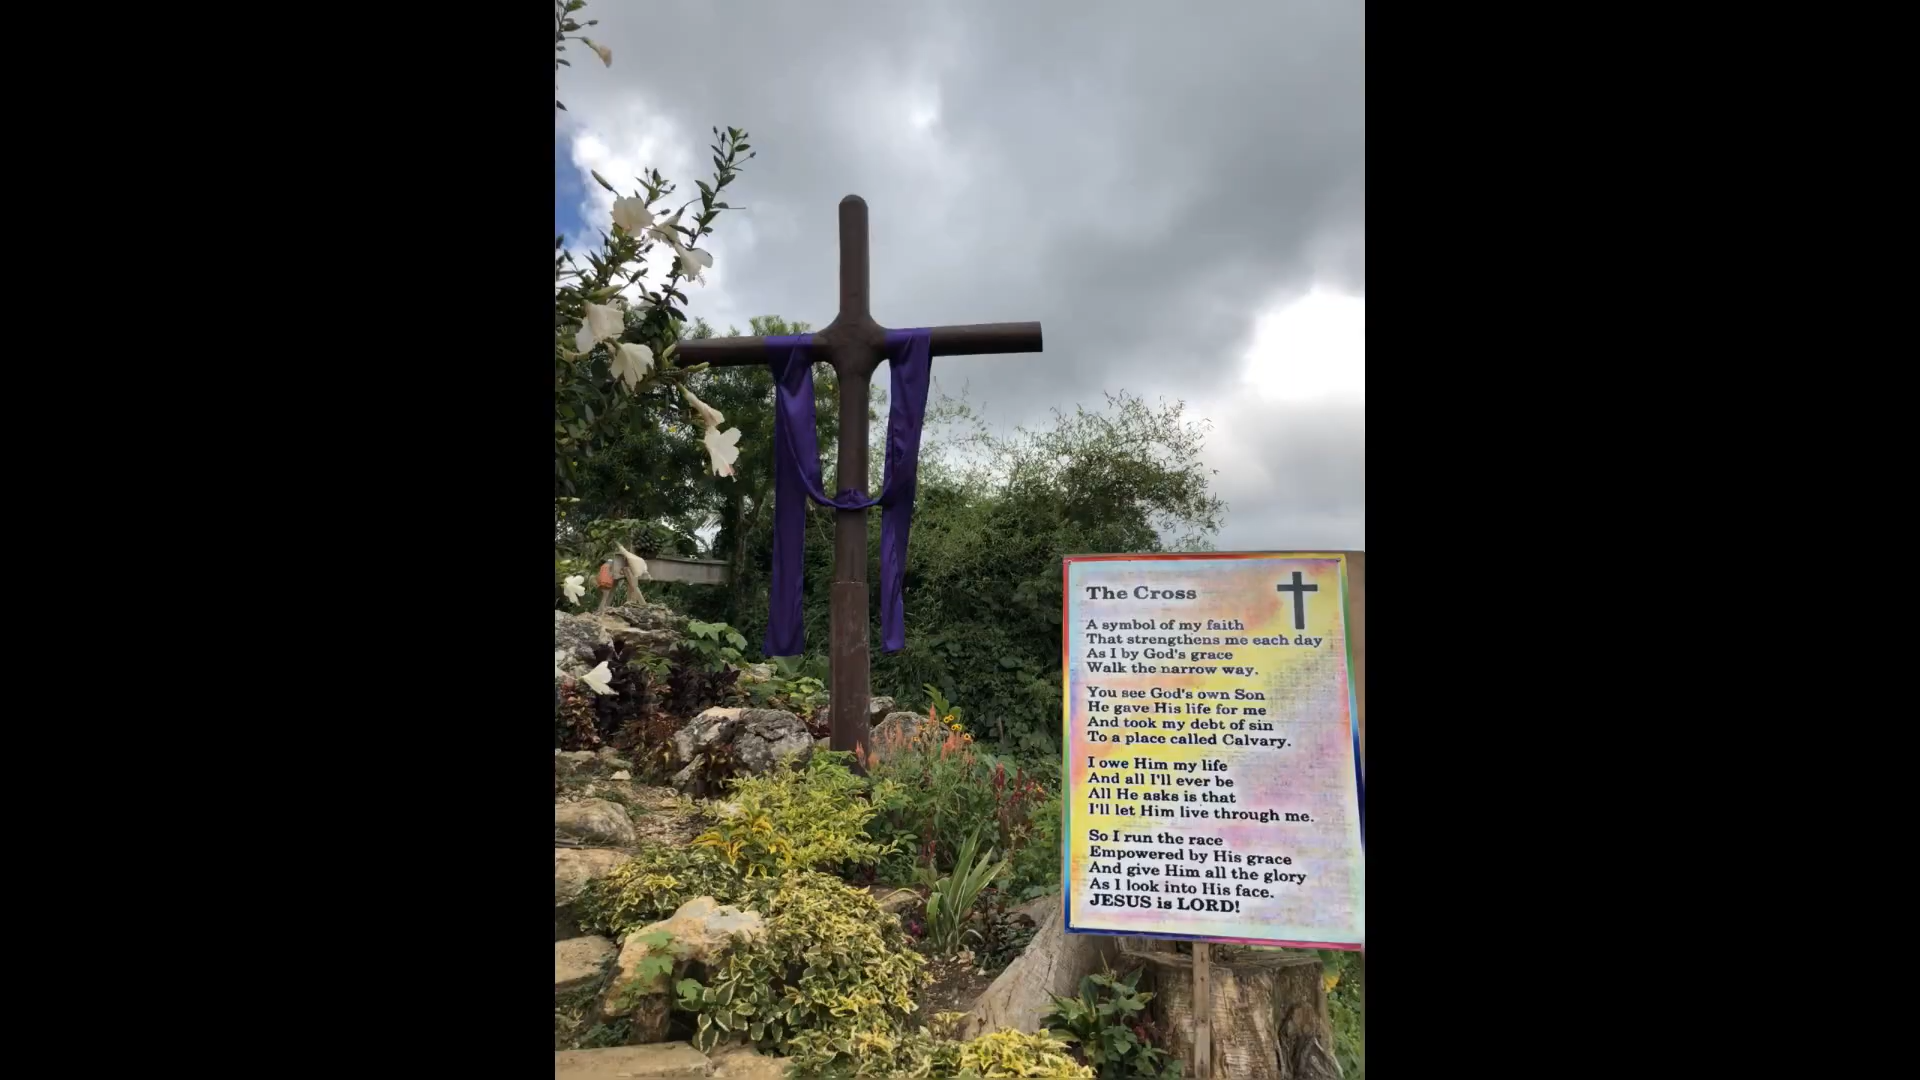 The Cross
A symbol of my faith
That strengthens me each day
As I by God's grace
Walk the narrow way.
You see God's own Son
He gave His life for me
And took my debt of sin
To a place called Calvary.
I owe Him my life
And all I'll ever be
All He asks is that
I'll let Him live through me.
So I run the race
Empowered by His grace
And give Him all the glory
As I look into His face.
JESUS is LORD!